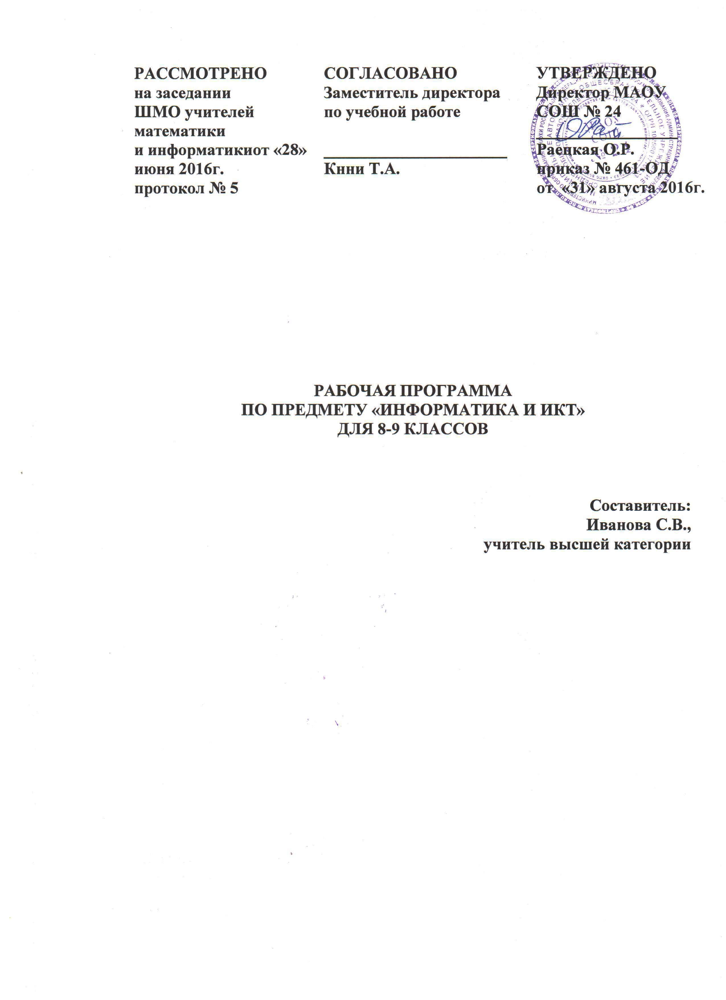 РАССМОТРЕНО
на заседании
ШМО учителей
математики
и информатикиот «28»
июня 2016г.
протокол № 5
СОГЛАСОВАНО
Заместитель директора
по учебной работе
Кнни Т.А.
УТВЕРЖДЕНО
Директор МАОУ
СОШ № 24
Раецкая О.Р.
приказ № 461-ОД
от «31» августа 2016г.
РАБОЧАЯ ПРОГРАММА
ПО ПРЕДМЕТУ «ИНФОРМАТИКА И ИКТ»
ДЛЯ 8-9 КЛАССОВ
Составитель:
Иванова С.В.,
учитель высшей категории